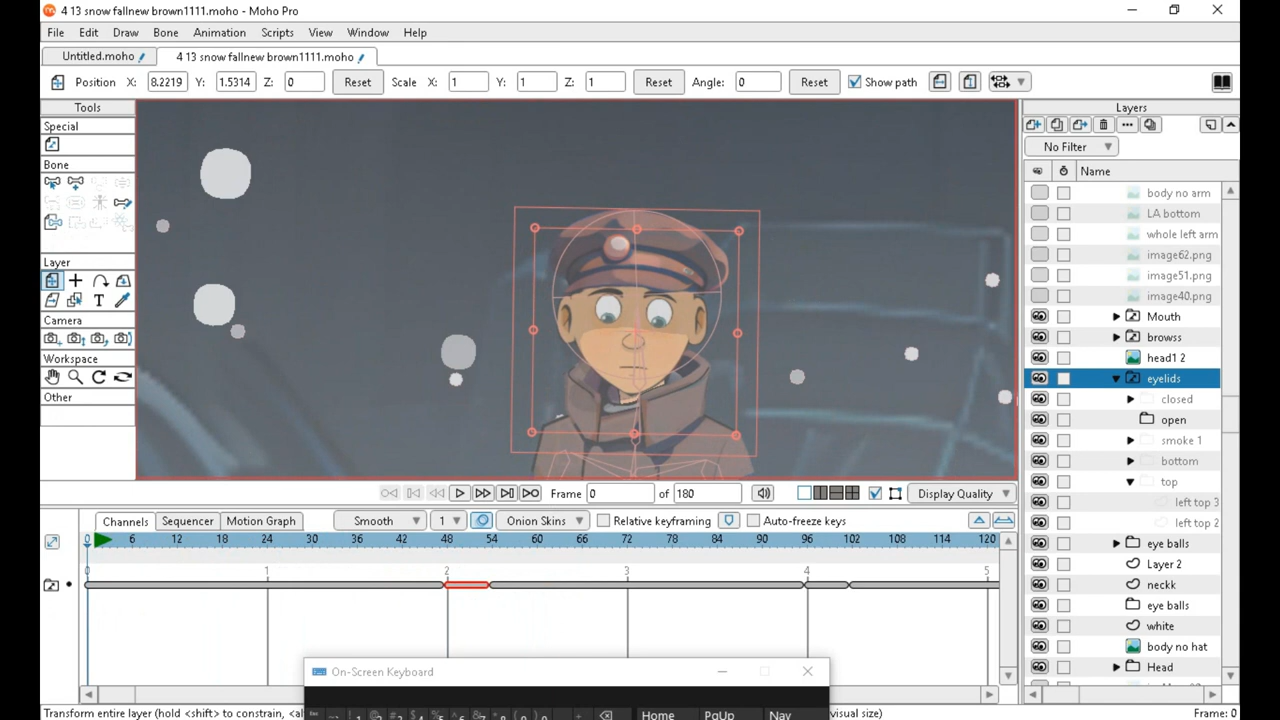 4 13 snow fallnew brown1111.moho - Moho Pro
File Edit Draw Bone Animation Scripts View Window Help
Untitled.moho 4 13 snow fallnew brown1111.moho
Position X: 8.2219 Y: 1.5314 Z: 0 Reset Scale X: 1 Y: 1 Z: 1 Reset Angle: 0 Reset Show path
Tools
Special
Bone
Layer
Camera
Workspace
Other
Layers
No Filter
Name
body no arm
LA bottom
whole left arm
image62.png
image51.png
image40.png
Mouth
browss
head1 2
eyelids
closed
open
smoke 1
bottom
top
left top 3
left top 2
eye balls
Layer 2
neckk
eye balls
white
body no hat
Head
Frame 0 of 180 Display Quality
Channels Sequencer Motion Graph Smooth 1 Onion Skins Relative keyframing Auto-freeze keys
0 6 12 18 24 30 36 42 48 54 60 66 72 78 84 90 96 102 108 114 120
0 1 2 3 4 5
On-Screen Keyboard
Home PgUp Nav
Transform entire layer (hold <shift> to constrain, <al
visual size)
Frame: 0